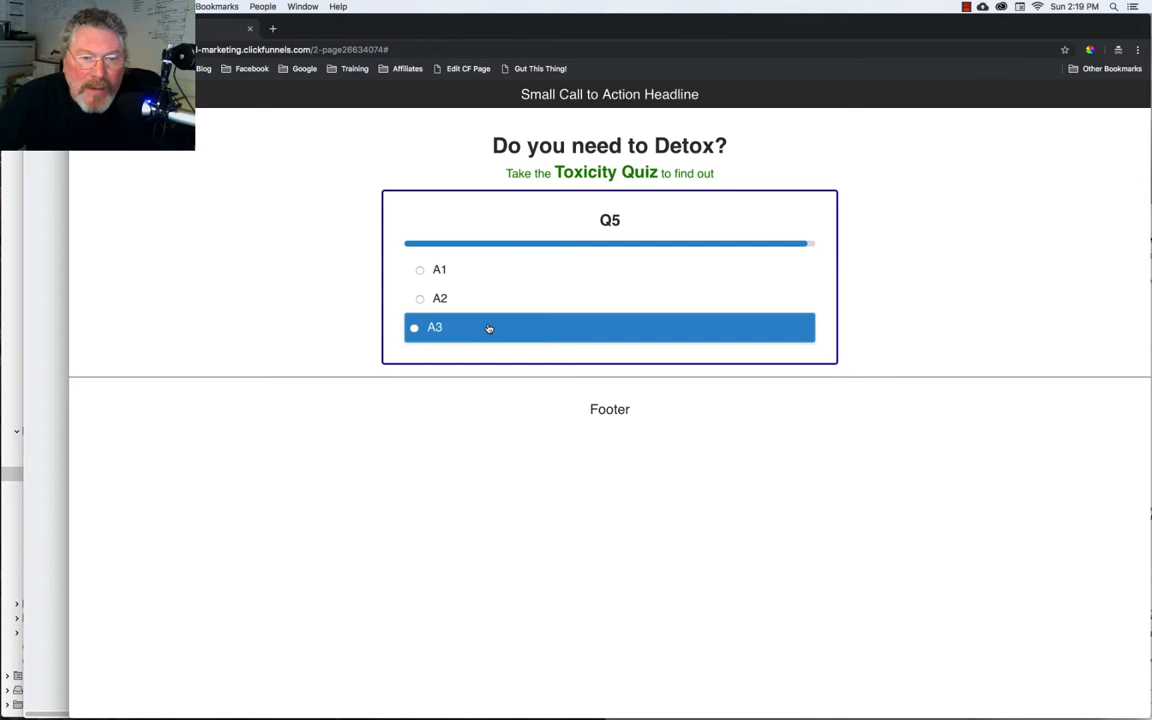 Bookmarks People Window Help Sun 2:19 PM
l-marketing.clickfunnels.com/2-page26634074#
Blog Facebook Google Training Affiliates Edit CF Page Gut This Thing! Other Bookmarks
Small Call to Action Headline
Do you need to Detox?
Take the Toxicity Quiz to find out
Q5
A1
A2
A3
Footer